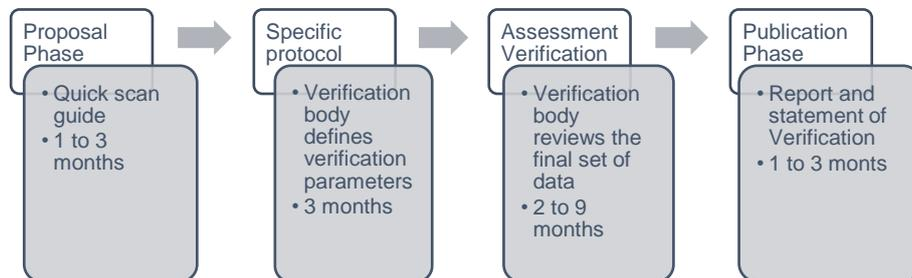 Proposal
Phase
• Quick scan
guide
• 1 to 3
months
Specific
protocol
• Verification
body
defines
verification
parameters
• 3 months
Assessment
Verification
• Verification
body
reviews the
final set of
data
• 2 to 9
months
Publication
Phase
• Report and
statement of
Verification
• 1 to 3 monts